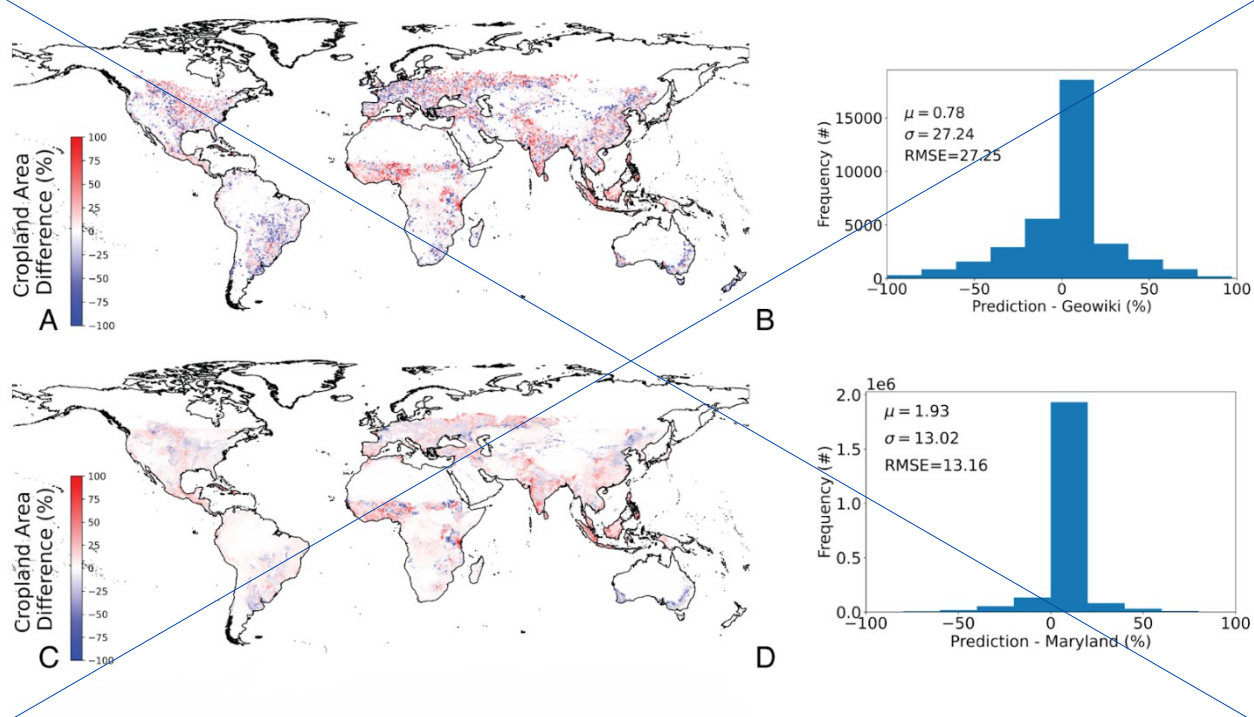 Cropland Area
Difference (%)
100
75
50
25
0
−25
−50
−75
−100
A
μ = 0.78
σ = 27.24
RMSE=27.25
Frequency (#)
15000
10000
5000
0
−100
−50
0
50
100
Prediction - Geowiki (%)
B
Cropland Area
Difference (%)
100
75
50
25
0
−25
−50
−75
−100
C
1e6
μ = 1.93
σ = 13.02
RMSE=13.16
Frequency (#)
2.0
1.5
1.0
0.5
0.0
−100
−50
0
50
100
Prediction - Maryland (%)
D